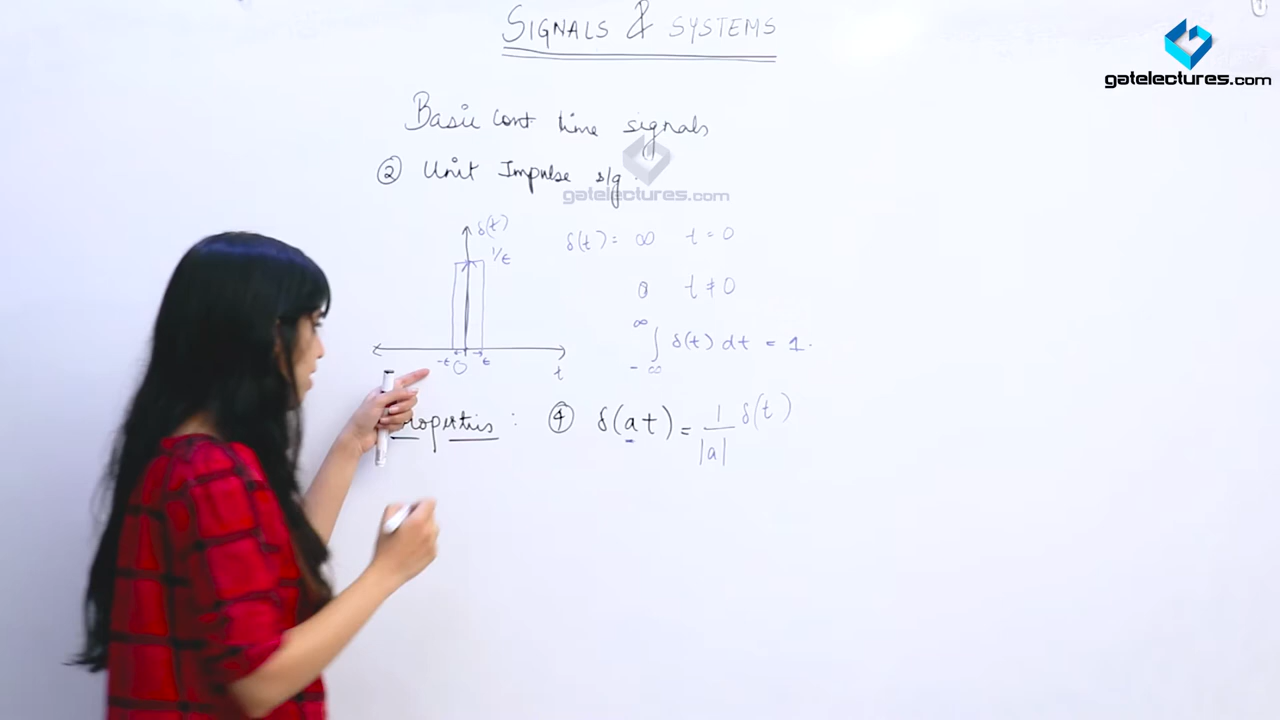 SIGNALS & SYSTEMS
gatelectures.com
Basic cont. time signals
② Unit Impulse s/g.
gatelectures.com
δ(t)
1/ϵ
-ϵ 0 ϵ t
δ(t) = ∞ t = 0
0 t ≠ 0
∫_{-∞}^{∞} δ(t) dt = 1.
Properties : ④ δ(at) = 1/|a| δ(t)